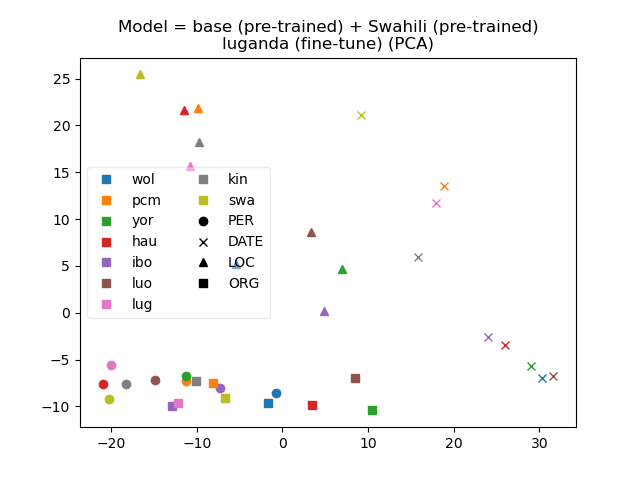 Model = base (pre-trained) + Swahili (pre-trained)
luganda (fine-tune) (PCA)
25
20
15
10
5
0
−5
−10
wol
pcm
yor
hau
ibo
luo
lug
kin
swa
PER
DATE
LOC
ORG
−20 −10 0 10 20 30